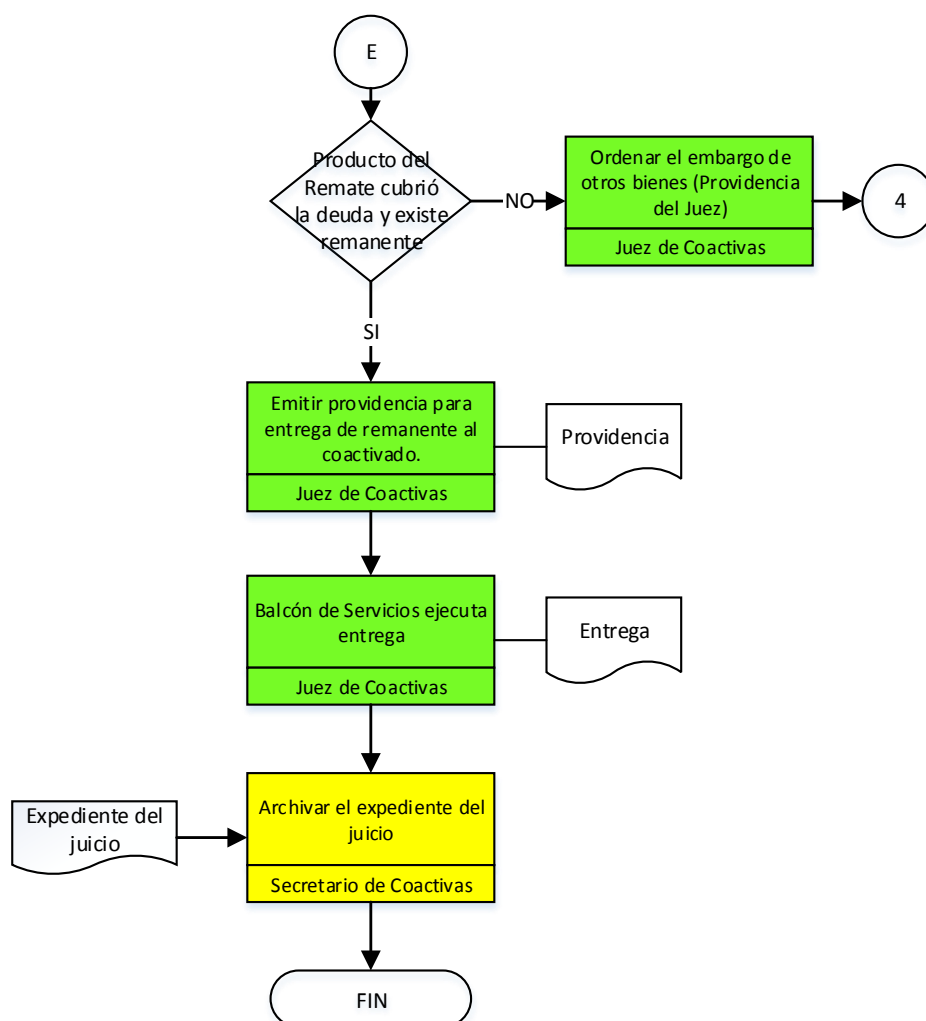 E
Producto del
Remate cubrió
la deuda y existe
remanente
NO
Ordenar el embargo de
otros bienes (Providencia
del Juez)
Juez de Coactivas
4
SI
Emitir providencia para
entrega de remanente al
coactivado.
Juez de Coactivas
Providencia
Balcón de Servicios ejecuta
entrega
Juez de Coactivas
Entrega
Expediente del
juicio
Archivar el expediente del
juicio
Secretario de Coactivas
FIN